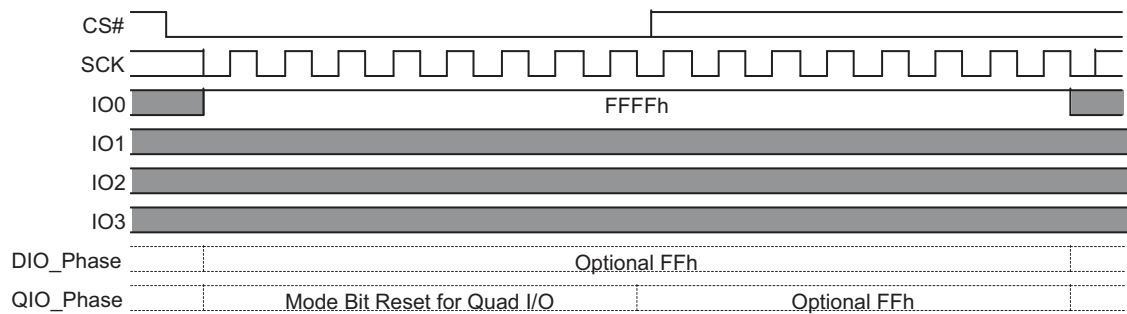 CS#
SCK
IO0 FFFFh
IO1
IO2
IO3
DIO_Phase Optional FFh
QIO_Phase Mode Bit Reset for Quad I/O Optional FFh